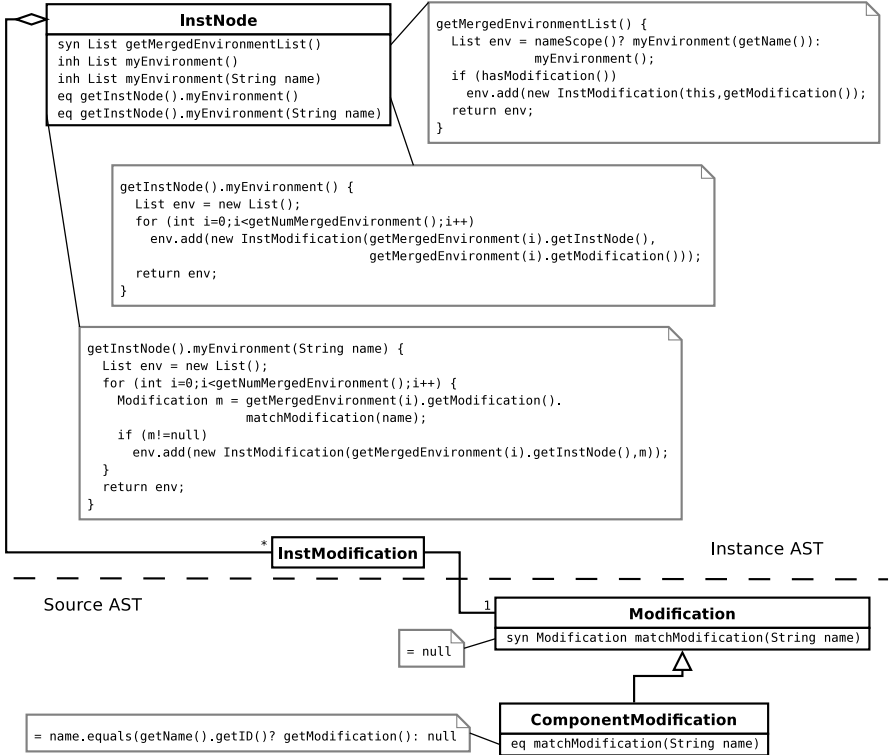 InstNode
syn List getMergedEnvironmentList()
inh List myEnvironment()
inh List myEnvironment(String name)
eq getInstNode().myEnvironment()
eq getInstNode().myEnvironment(String name)
getMergedEnvironmentList() {
List env = nameScope()? myEnvironment(getName()):
myEnvironment();
if (hasModification())
env.add(new InstModification(this,getModification());
return env;
}
getInstNode().myEnvironment() {
List env = new List();
for (int i=0;i<getNumMergedEnvironment();i++)
env.add(new InstModification(getMergedEnvironment(i).getInstNode(),
getMergedEnvironment(i).getModification()));
return env;
}
getInstNode().myEnvironment(String name) {
List env = new List();
for (int i=0;i<getNumMergedEnvironment();i++) {
Modification m = getMergedEnvironment(i).getModification().
matchModification(name);
if (m!=null)
env.add(new InstModification(getMergedEnvironment(i).getInstNode(),m));
}
return env;
}
*
InstModification
Instance AST
Source AST
1
Modification
syn Modification matchModification(String name)
= null
ComponentModification
eq matchModification(String name)
= name.equals(getName().getID()? getModification(): null